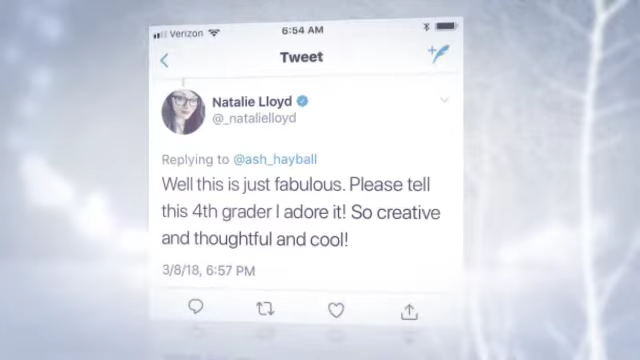 Verizon 6:54 AM
Tweet
Natalie Lloyd
@_natalielloyd
Replying to @ash_hayball
Well this is just fabulous. Please tell
this 4th grader I adore it! So creative
and thoughtful and cool!
3/8/18, 6:57 PM